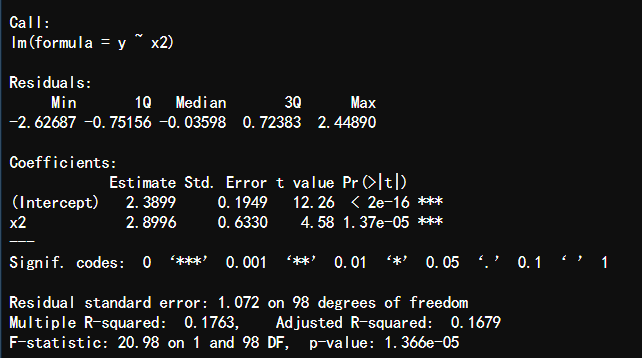 Call:
lm(formula = y ~ x2)
Residuals:
Min 1Q Median 3Q Max
-2.62687 -0.75156 -0.03598 0.72383 2.44890
Coefficients:
Estimate Std. Error t value Pr(>|t|)
(Intercept) 2.3899 0.1949 12.26 < 2e-16 ***
x2 2.8996 0.6330 4.58 1.37e-05 ***
---
Signif. codes: 0 ‘***’ 0.001 ‘**’ 0.01 ‘*’ 0.05 ‘.’ 0.1 ‘ ’ 1
Residual standard error: 1.072 on 98 degrees of freedom
Multiple R-squared: 0.1763, Adjusted R-squared: 0.1679
F-statistic: 20.98 on 1 and 98 DF, p-value: 1.366e-05